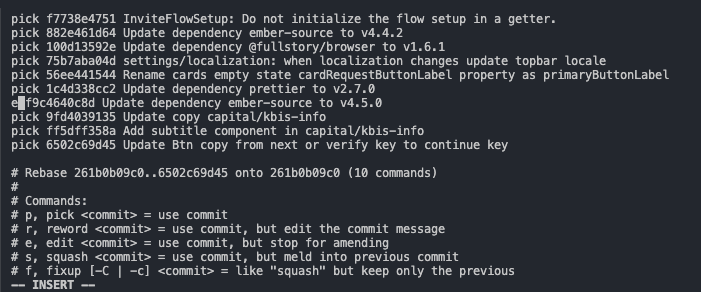 pick f7738e4751 InviteFlowSetup: Do not initialize the flow setup in a getter.
pick 882e461d64 Update dependency ember-source to v4.4.2
pick 100d13592e Update dependency @fullstory/browser to v1.6.1
pick 75b7aba04d settings/localization: when localization changes update topbar locale
pick 56ee441544 Rename cards empty state cardRequestButtonLabel property as primaryButtonLabel
pick 1c4d338cc2 Update dependency prettier to v2.7.0
e f9c4640c8d Update dependency ember-source to v4.5.0
pick 9fd4039135 Update copy capital/kbis-info
pick ff5dff358a Add subtitle component in capital/kbis-info
pick 6502c69d45 Update Btn copy from next or verify key to continue key

# Rebase 261b0b09c0..6502c69d45 onto 261b0b09c0 (10 commands)
#
# Commands:
# p, pick <commit> = use commit
# r, reword <commit> = use commit, but edit the commit message
# e, edit <commit> = use commit, but stop for amending
# s, squash <commit> = use commit, but meld into previous commit
# f, fixup [-C | -c] <commit> = like "squash" but keep only the previous
-- INSERT --